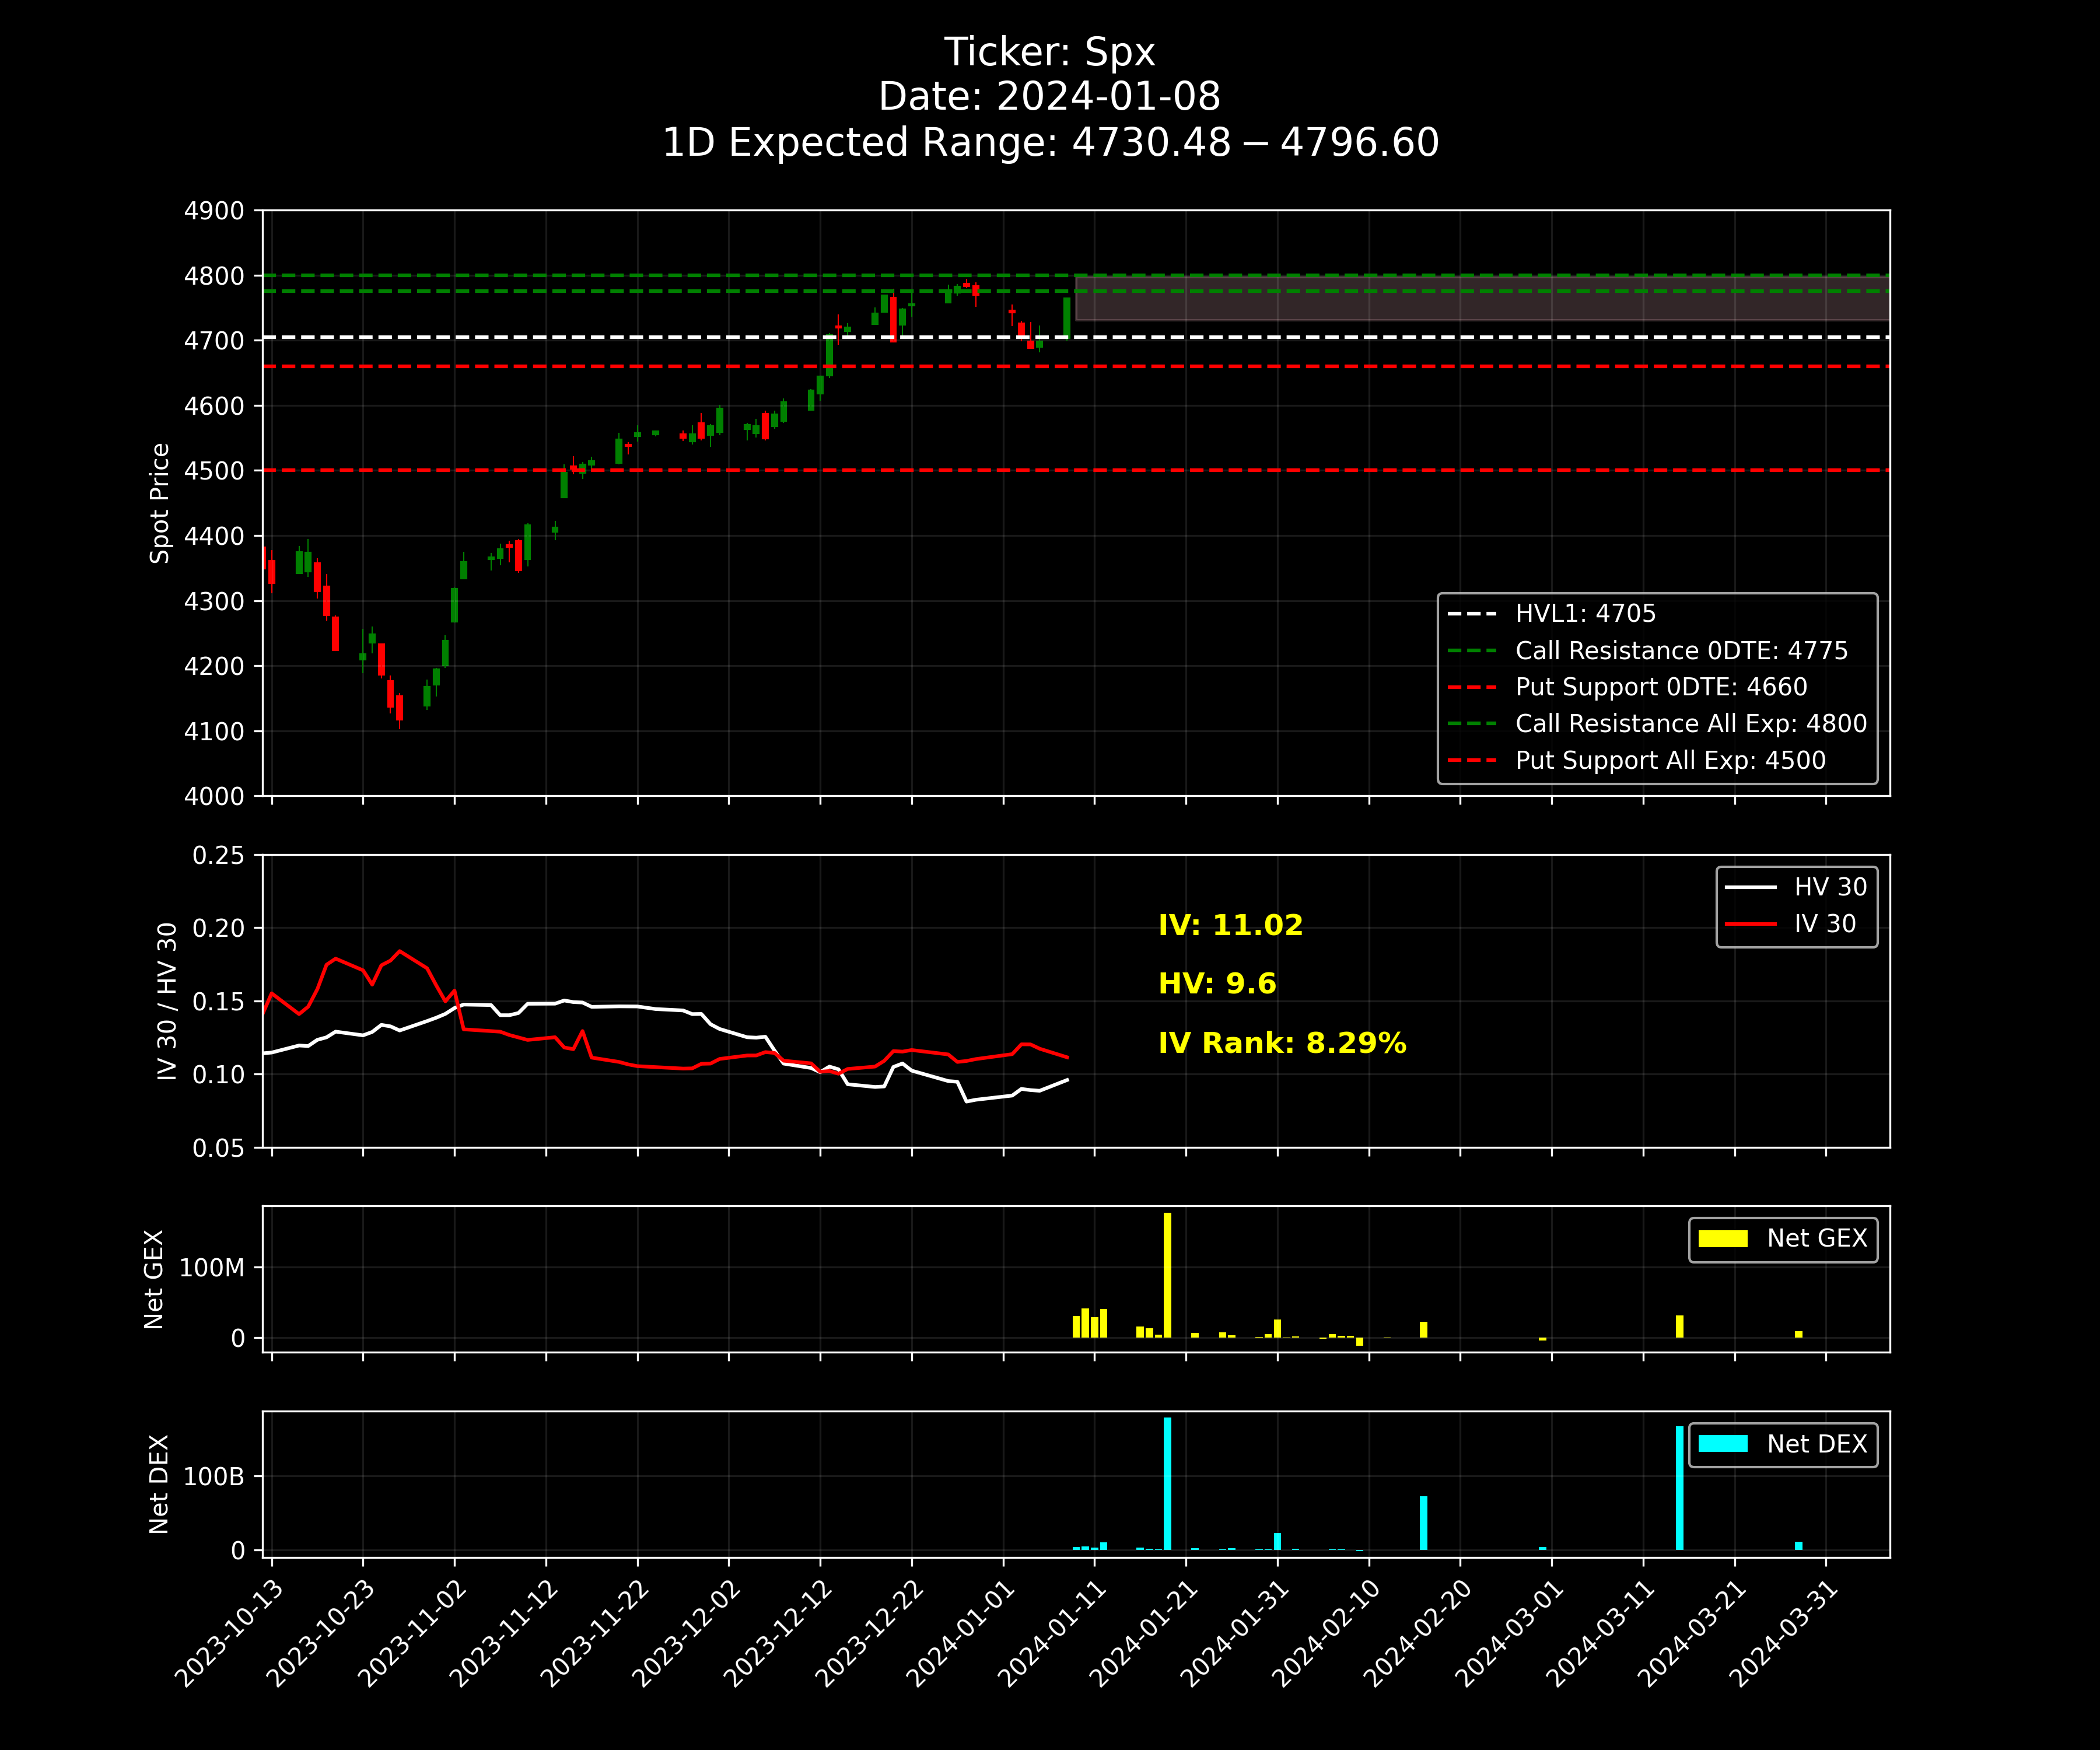 Ticker: Spx
Date: 2024-01-08
1D Expected Range: 4730.48 − 4796.60
4900
4800
4700
4600
4500
4400
4300
4200
4100
4000
Spot Price
HVL1: 4705
Call Resistance 0DTE: 4775
Put Support 0DTE: 4660
Call Resistance All Exp: 4800
Put Support All Exp: 4500
0.25
0.20
0.15
0.10
0.05
IV 30 / HV 30
IV: 11.02
HV: 9.6
IV Rank: 8.29%
HV 30
IV 30
100M
0
Net GEX
Net GEX
100B
0
Net DEX
Net DEX
2023-10-13
2023-10-23
2023-11-02
2023-11-12
2023-11-22
2023-12-02
2023-12-12
2023-12-22
2024-01-01
2024-01-11
2024-01-21
2024-01-31
2024-02-10
2024-02-20
2024-03-01
2024-03-11
2024-03-21
2024-03-31